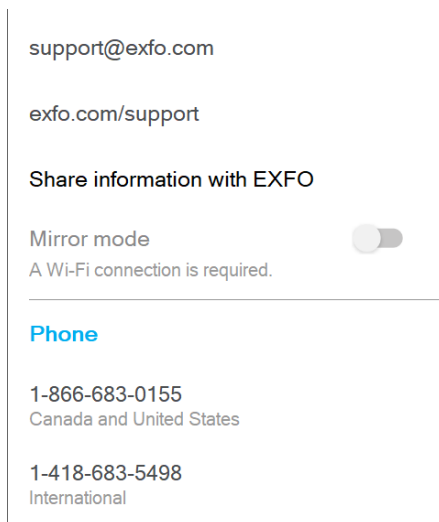 support@exfo.com
exfo.com/support
Share information with EXFO
Mirror mode
A Wi-Fi connection is required.
Phone
1-866-683-0155
Canada and United States
1-418-683-5498
International